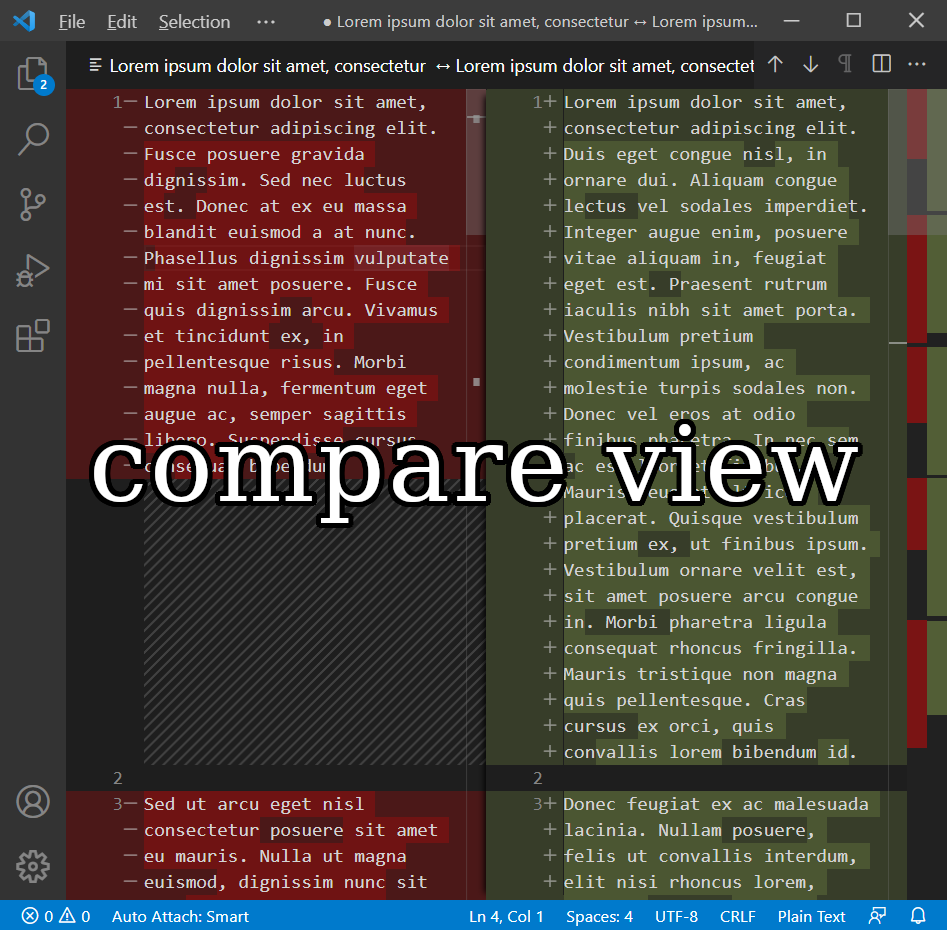 File Edit Selection ··· ● Lorem ipsum dolor sit amet, consectetur ↔ Lorem ipsum...
Lorem ipsum dolor sit amet, consectetur ↔ Lorem ipsum dolor sit amet, consectet
2
1− Lorem ipsum dolor sit amet,
− consectetur adipiscing elit.
− Fusce posuere gravida
− dignissim. Sed nec luctus
− est. Donec at ex eu massa
− blandit euismod a at nunc.
− Phasellus dignissim vulputate
− mi sit amet posuere. Fusce
− quis dignissim arcu. Vivamus
− et tincidunt ex, in
− pellentesque risus. Morbi
− magna nulla, fermentum eget
− augue ac, semper sagittis
− libero. Suspendisse cursus
bibendum
2
3− Sed ut arcu eget nisl
− consectetur posuere sit amet
− eu mauris. Nulla ut magna
− euismod, dignissim nunc sit
1+ Lorem ipsum dolor sit amet,
+ consectetur adipiscing elit.
+ Duis eget congue nisl, in
+ ornare dui. Aliquam congue
+ lectus vel sodales imperdiet.
+ Integer augue enim, posuere
+ vitae aliquam in, feugiat
+ eget est. Praesent rutrum
+ iaculis nibh sit amet porta.
+ Vestibulum pretium
+ condimentum ipsum, ac
+ molestie turpis sodales non.
+ Donec vel eros at odio
+ finibus pharetra. In nec sem
ac
Mauris
+ placerat. Quisque vestibulum
+ pretium ex, ut finibus ipsum.
+ Vestibulum ornare velit est,
+ sit amet posuere arcu congue
+ in. Morbi pharetra ligula
+ consequat rhoncus fringilla.
+ Mauris tristique non magna
+ quis pellentesque. Cras
+ cursus ex orci, quis
+ convallis lorem bibendum id.
2
3+ Donec feugiat ex ac malesuada
+ lacinia. Nullam posuere,
+ felis ut convallis interdum,
+ elit nisi rhoncus lorem,
compare view
0 0 Auto Attach: Smart Ln 4, Col 1 Spaces: 4 UTF-8 CRLF Plain Text